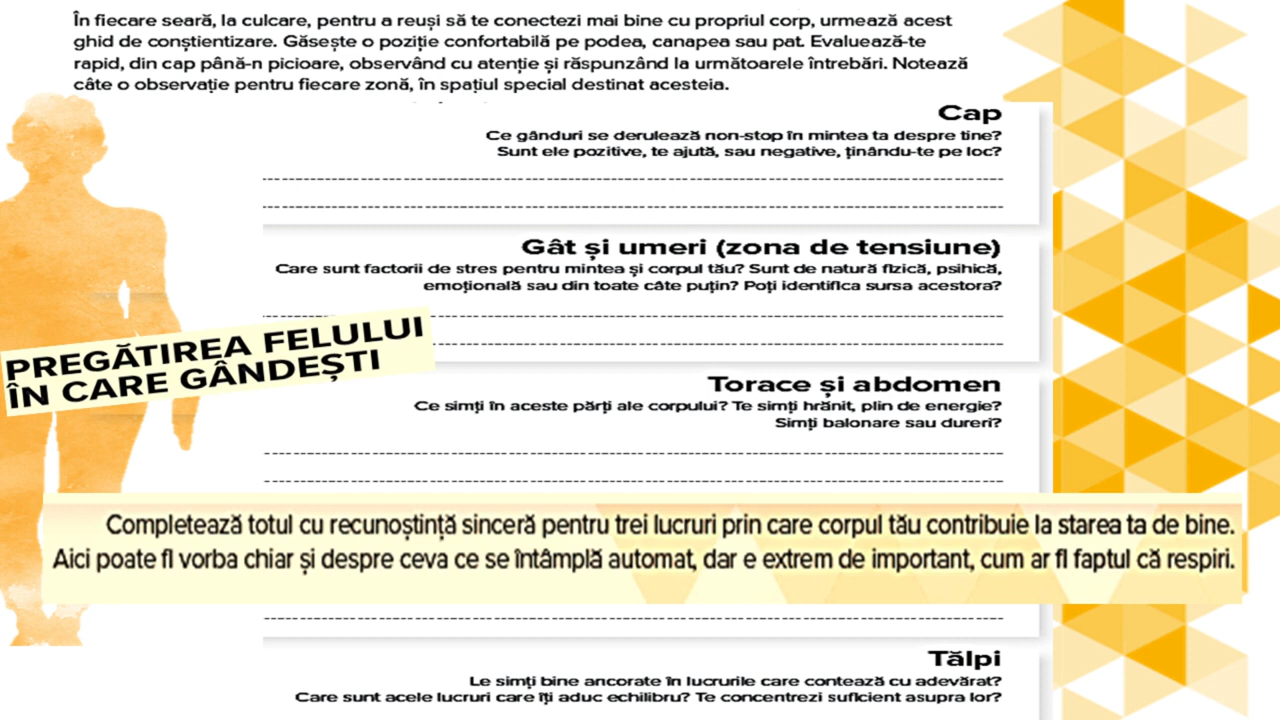 În fiecare seară, la culcare, pentru a reuși să te conectezi mai bine cu propriul corp, urmează acest
ghid de conștientizare. Găsește o poziție confortabilă pe podea, canapea sau pat. Evaluează-te
rapid, din cap până-n picioare, observând cu atenție și răspunzând la următoarele întrebări. Notează
câte o observație pentru fiecare zonă, în spațiul special destinat acesteia.
Cap
Ce gânduri se derulează non-stop în mintea ta despre tine?
Sunt ele pozitive, te ajută, sau negative, ținându-te pe loc?
Gât și umeri (zona de tensiune)
Care sunt factorii de stres pentru mintea și corpul tău? Sunt de natură fizică, psihică,
emoțională sau din toate câte puțin? Poți identifica sursa acestora?
PREGĂTIREA FELULUI
ÎN CARE GÂNDEȘTI
Torace și abdomen
Ce simți în aceste părți ale corpului? Te simți hrănit, plin de energie?
Simți balonare sau dureri?
Completează totul cu recunoștință sinceră pentru trei lucruri prin care corpul tău contribuie la starea ta de bine.
Aici poate fi vorba chiar și despre ceva ce se întâmplă automat, dar e extrem de important, cum ar fi faptul că respiri.
Tălpi
Le simți bine ancorate în lucrurile care contează cu adevărat?
Care sunt acele lucruri care îți aduc echilibru? Te concentrezi suficient asupra lor?